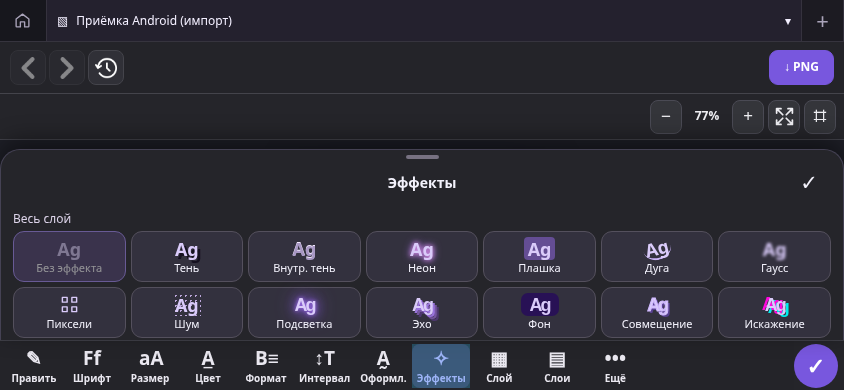 Приёмка Android (импорт)
↓ PNG
− 77% +
Эффекты
Весь слой
Ag Ag Ag Ag Ag Ag Ag
Без эффекта Тень Внутр. тень Неон Плашка Дуга Гаусс
Ag Ag Ag Ag Ag Ag
Пиксели Шум Подсветка Эхо Фон Совмещение Искажение
Ff aA A B≡ ↕T A
Править Шрифт Размер Цвет Формат Интервал Оформл. Эффекты Слой Слои Ещё